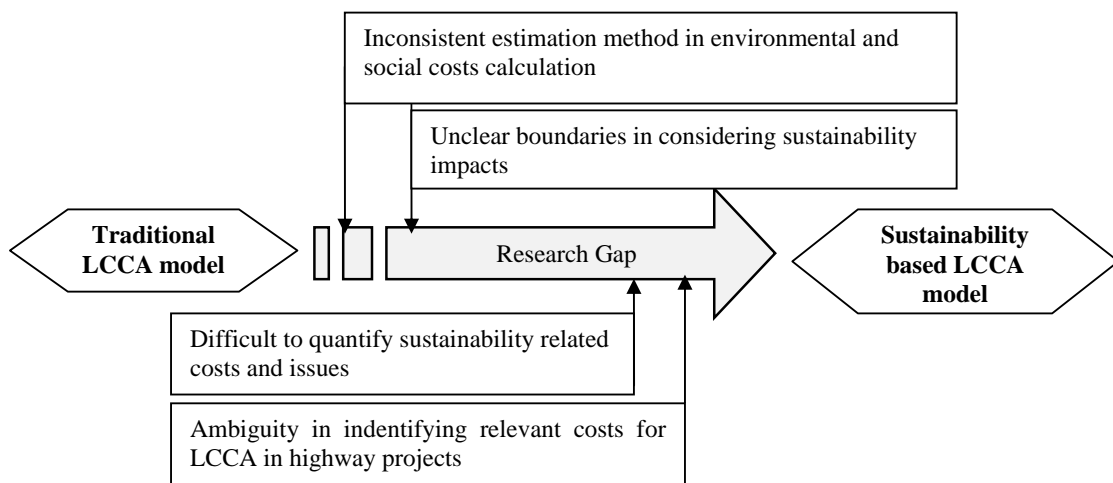 Inconsistent estimation method in environmental and
social costs calculation
Unclear boundaries in considering sustainability
impacts
Traditional
LCCA model
Research Gap
Sustainability
based LCCA
model
Difficult to quantify sustainability related
costs and issues
Ambiguity in indentifying relevant costs for
LCCA in highway projects